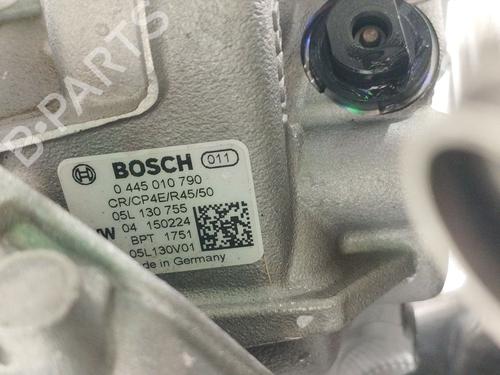 B-PARTS
BOSCH 011
0 445 010 790
CR/CP4E/R45/50
05L 130 755
04 150224
BPT 1751
05L130V01
in Germany